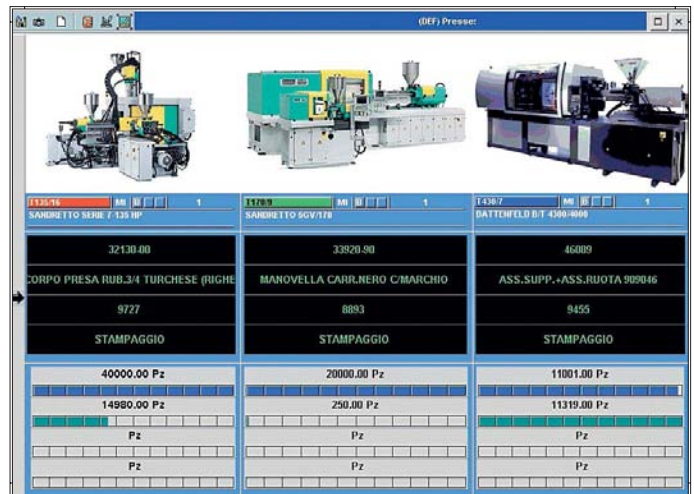 (DEF) Presse:
T135/16 MI 1
SANDRETTO SERIE 7-135 HP
32130-00
CORPO PRESA RUB.3/4 TURCHESE (RIGHE
9727
STAMPAGGIO
40000.00 Pz
14980.00 Pz
Pz
Pz
T170/9 MI 1
SANDRETTO SGV/170
33920-90
MANOVELLA CARR.NERO C/MARCHIO
8893
STAMPAGGIO
20000.00 Pz
250.00 Pz
Pz
Pz
T430/7 MI 1
BATTENFELD B/T 4300/4000
46009
ASS.SUPP.+ASS.RUOTA 909046
9455
STAMPAGGIO
11001.00 Pz
11319.00 Pz
Pz
Pz